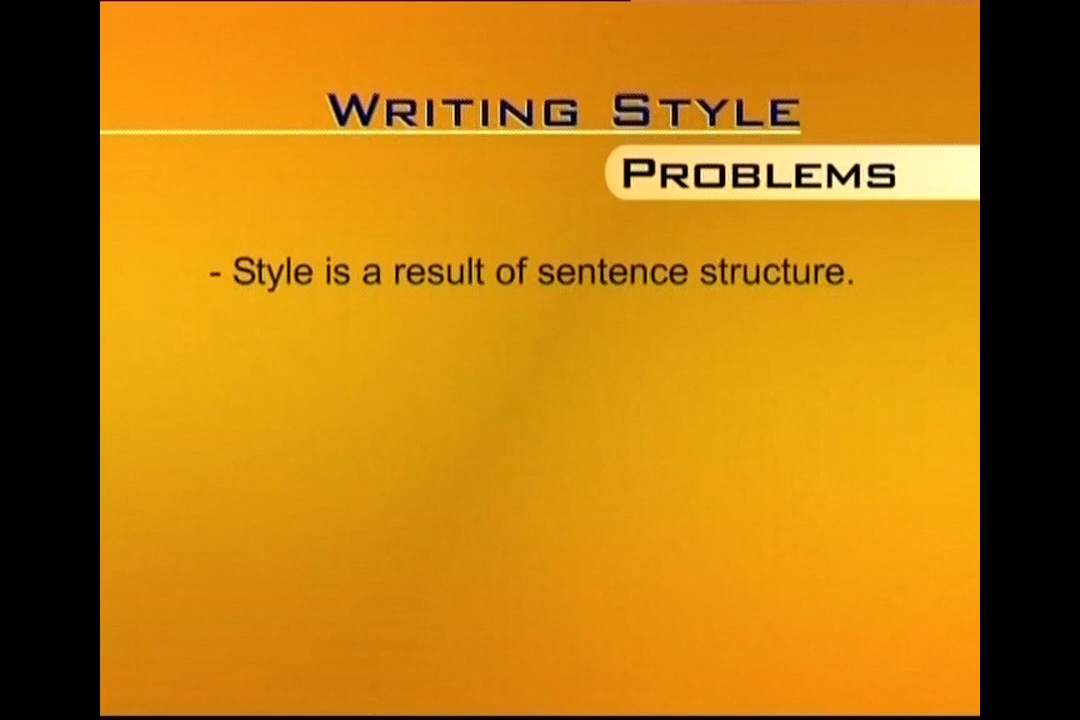 Writing Style
Problems
- Style is a result of sentence structure.